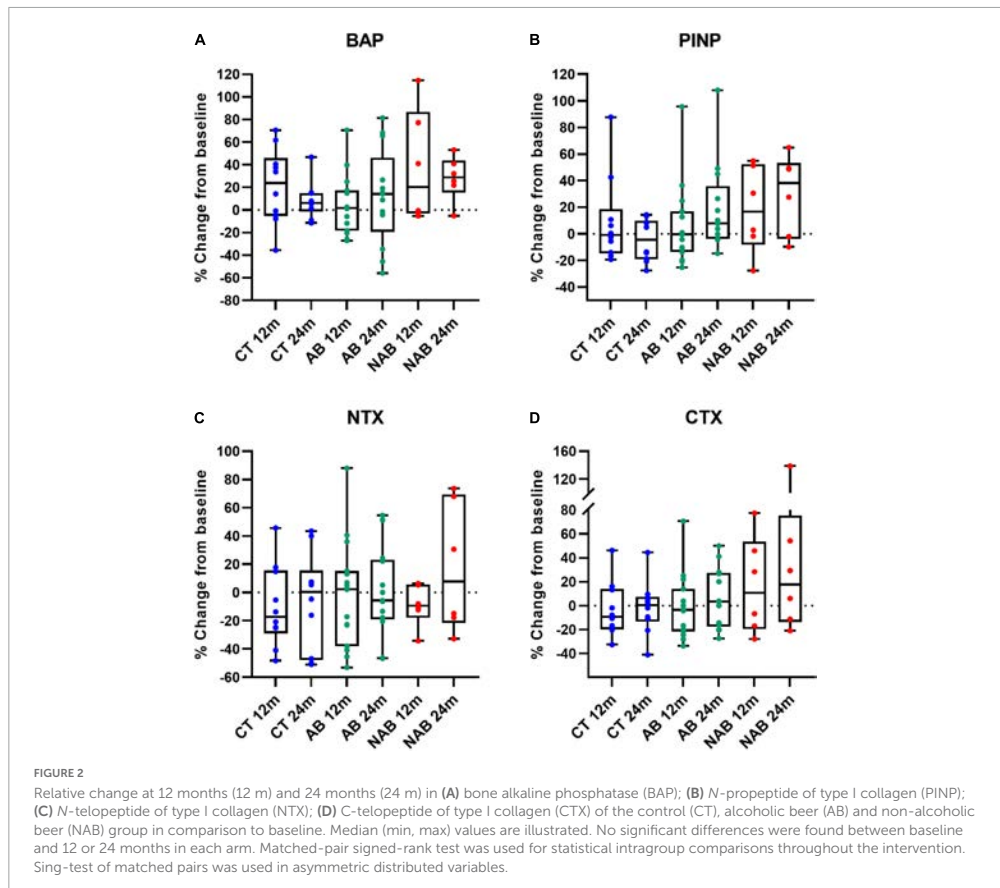 A
BAP
% Change from baseline
120
100
80
60
40
20
0
-20
-40
-60
-80
CT 12m
CT 24m
AB 12m
AB 24m
NAB 12m
NAB 24m
B
PINP
% Change from baseline
120
100
80
60
40
20
0
-20
-40
CT 12m
CT 24m
AB 12m
AB 24m
NAB 12m
NAB 24m
C
NTX
% Change from baseline
100
80
60
40
20
0
-20
-40
-60
CT 12m
CT 24m
AB 12m
AB 24m
NAB 12m
NAB 24m
D
CTX
% Change from baseline
160
120
80
60
40
20
0
-20
-40
CT 12m
CT 24m
AB 12m
AB 24m
NAB 12m
NAB 24m
FIGURE 2
Relative change at 12 months (12 m) and 24 months (24 m) in (A) bone alkaline phosphatase (BAP); (B) N-propeptide of type I collagen (PINP);
(C) N-telopeptide of type I collagen (NTX); (D) C-telopeptide of type I collagen (CTX) of the control (CT), alcoholic beer (AB) and non-alcoholic
beer (NAB) group in comparison to baseline. Median (min, max) values are illustrated. No significant differences were found between baseline
and 12 or 24 months in each arm. Matched-pair signed-rank test was used for statistical intragroup comparisons throughout the intervention.
Sing-test of matched pairs was used in asymmetric distributed variables.